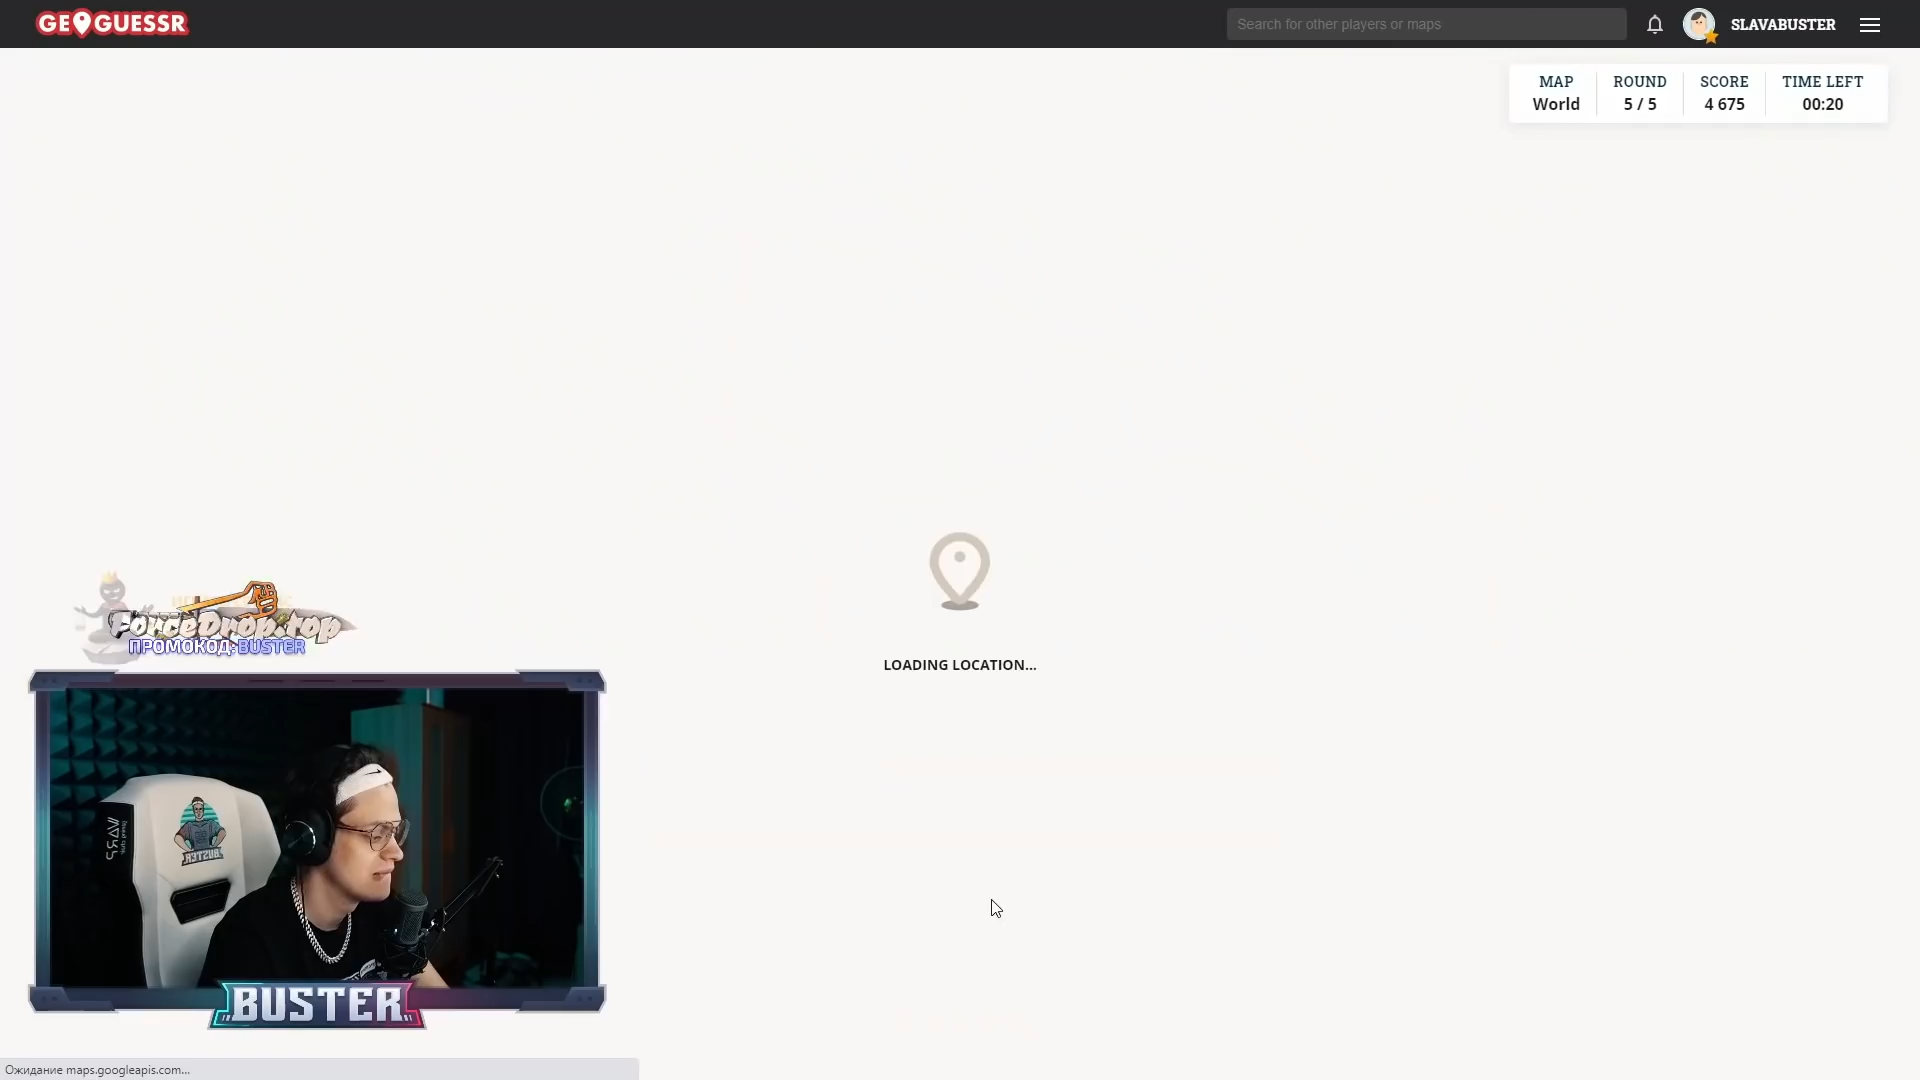 GEOGUESSR
Search for other players or maps
SLAVABUSTER
MAP
World
ROUND
5 / 5
SCORE
4 675
TIME LEFT
00:20
LOADING LOCATION...
ForceDrop.top
ПРОМОКОД:BUSTER
BUSTER
BUSTER
Ожидание maps.googleapis.com...